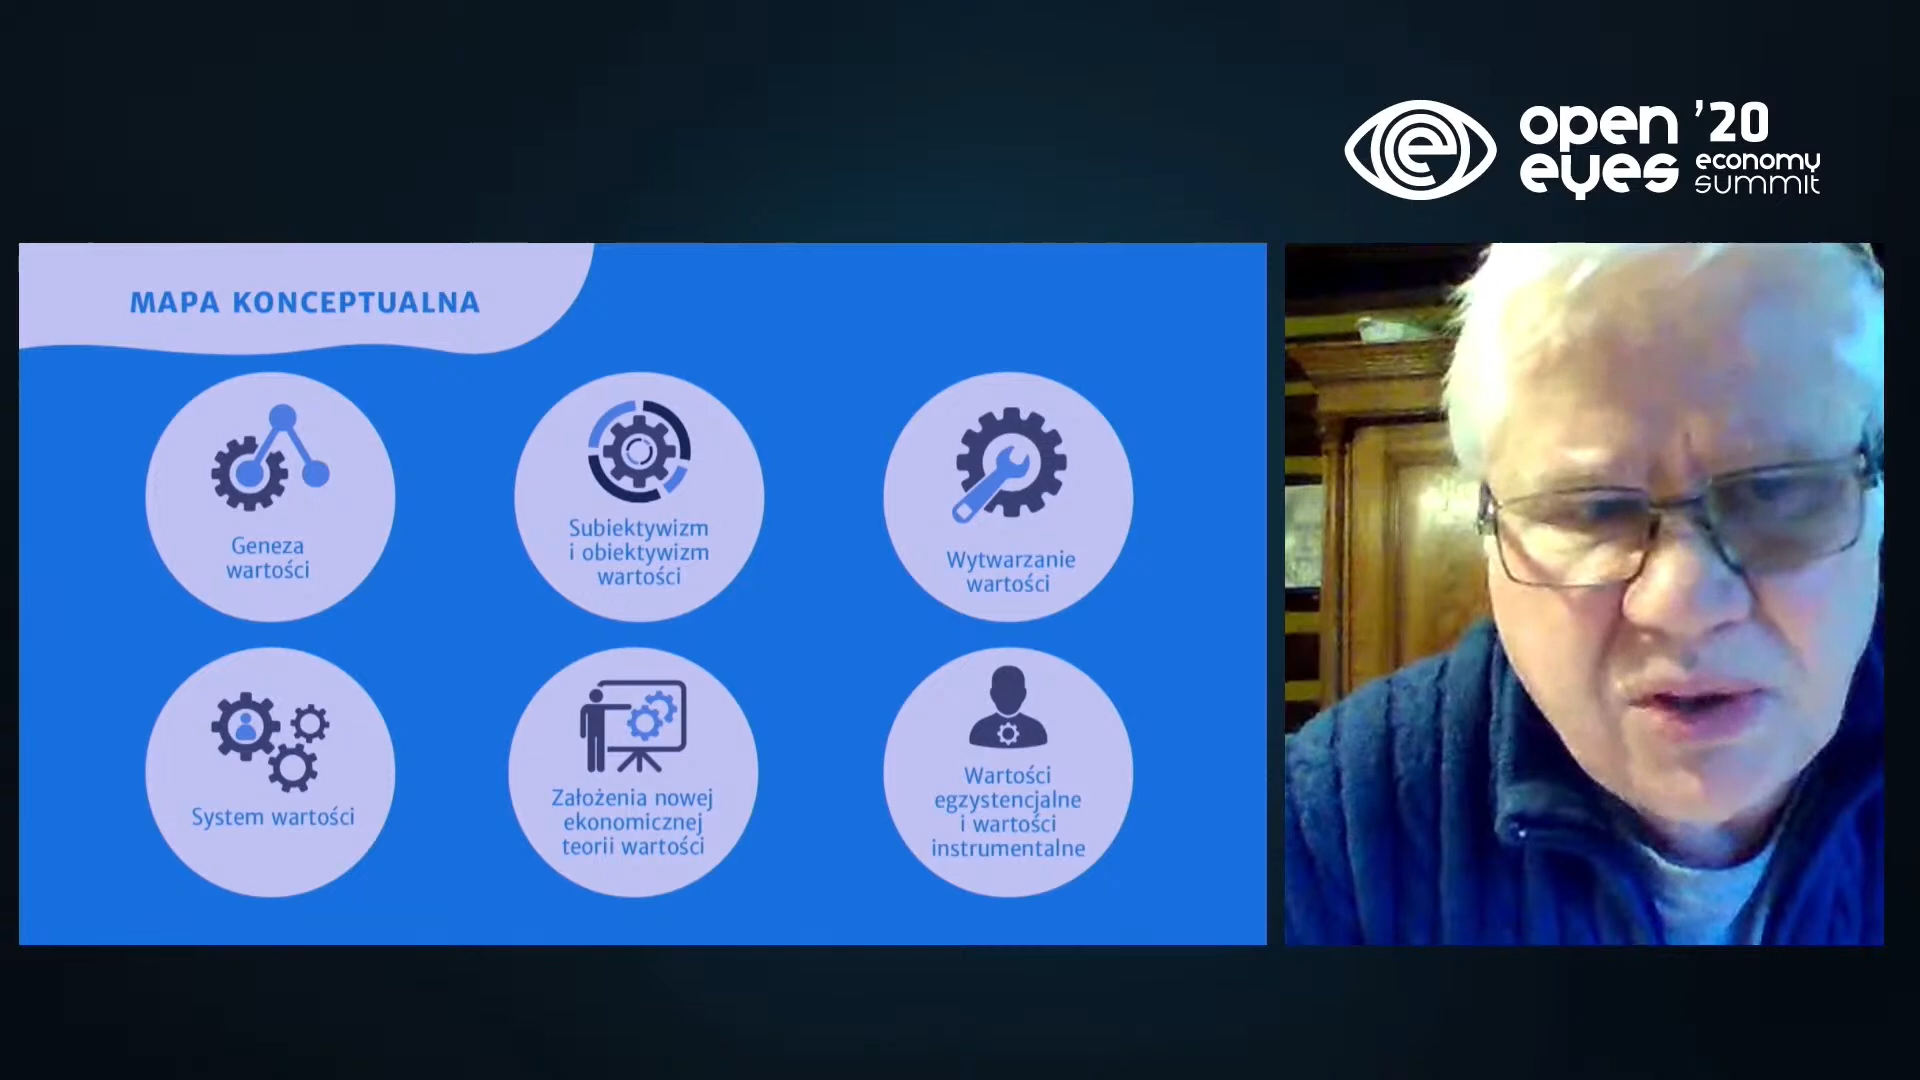 open '20
eyes economy
summit
MAPA KONCEPTUALNA
Geneza
wartości
Subiektywizm
i obiektywizm
wartości
Wytwarzanie
wartości
System wartości
Założenia nowej
ekonomicznej
teorii wartości
Wartości
egzystencjalne
i wartości
instrumentalne